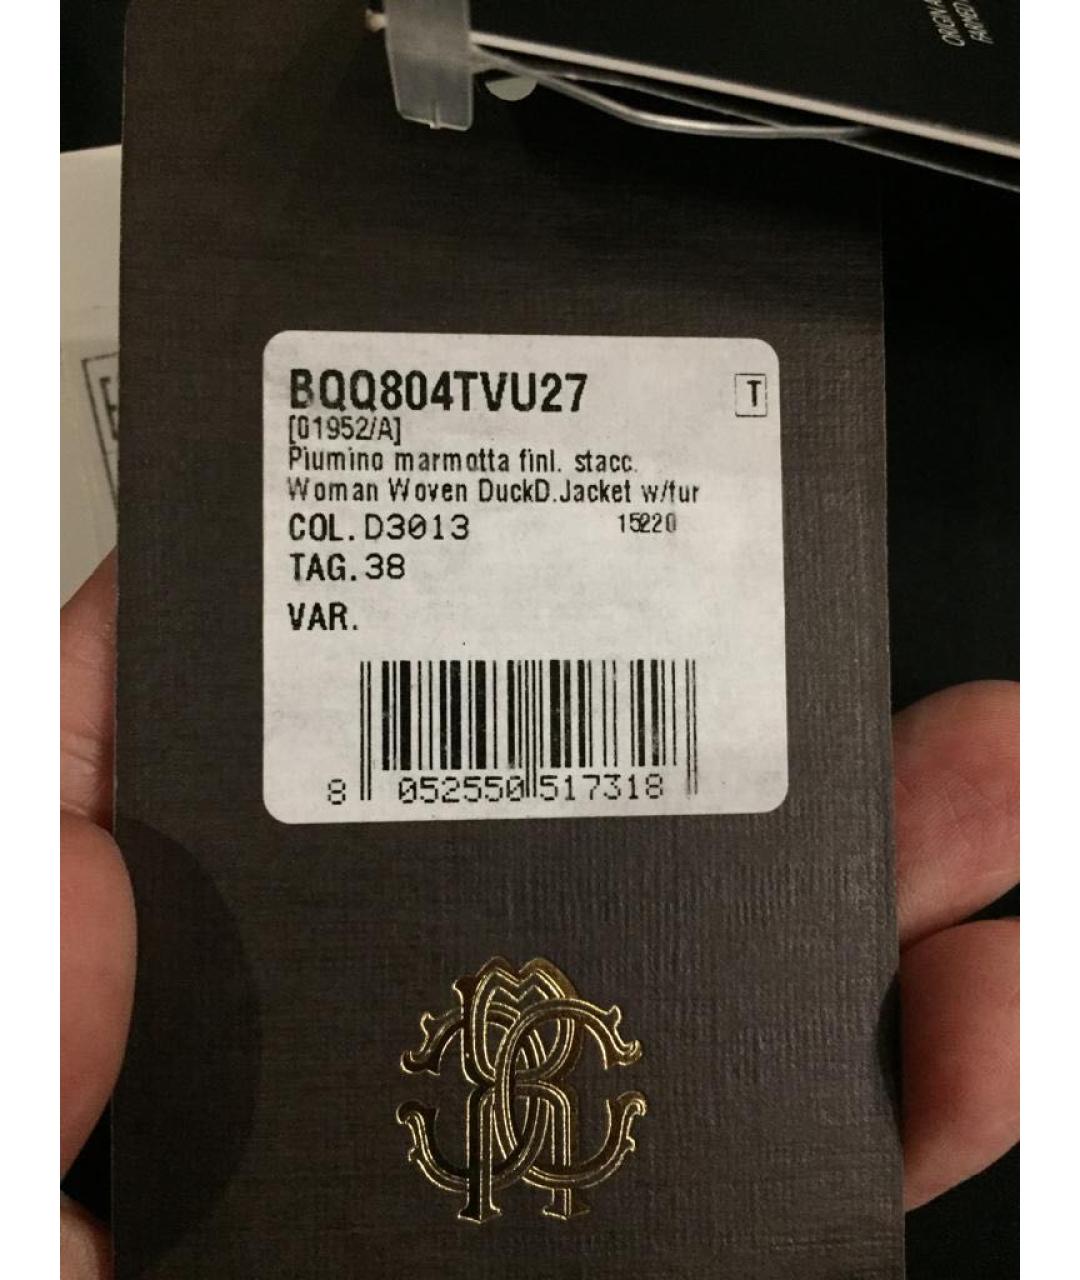 ORIGIN
BQQ804TVU27
T
[01952/A]
Piumino marmotta finl. stacc.
Woman Woven DuckD.Jacket w/fur
COL. D3013 15220
TAG. 38
VAR.
8 052550 517318